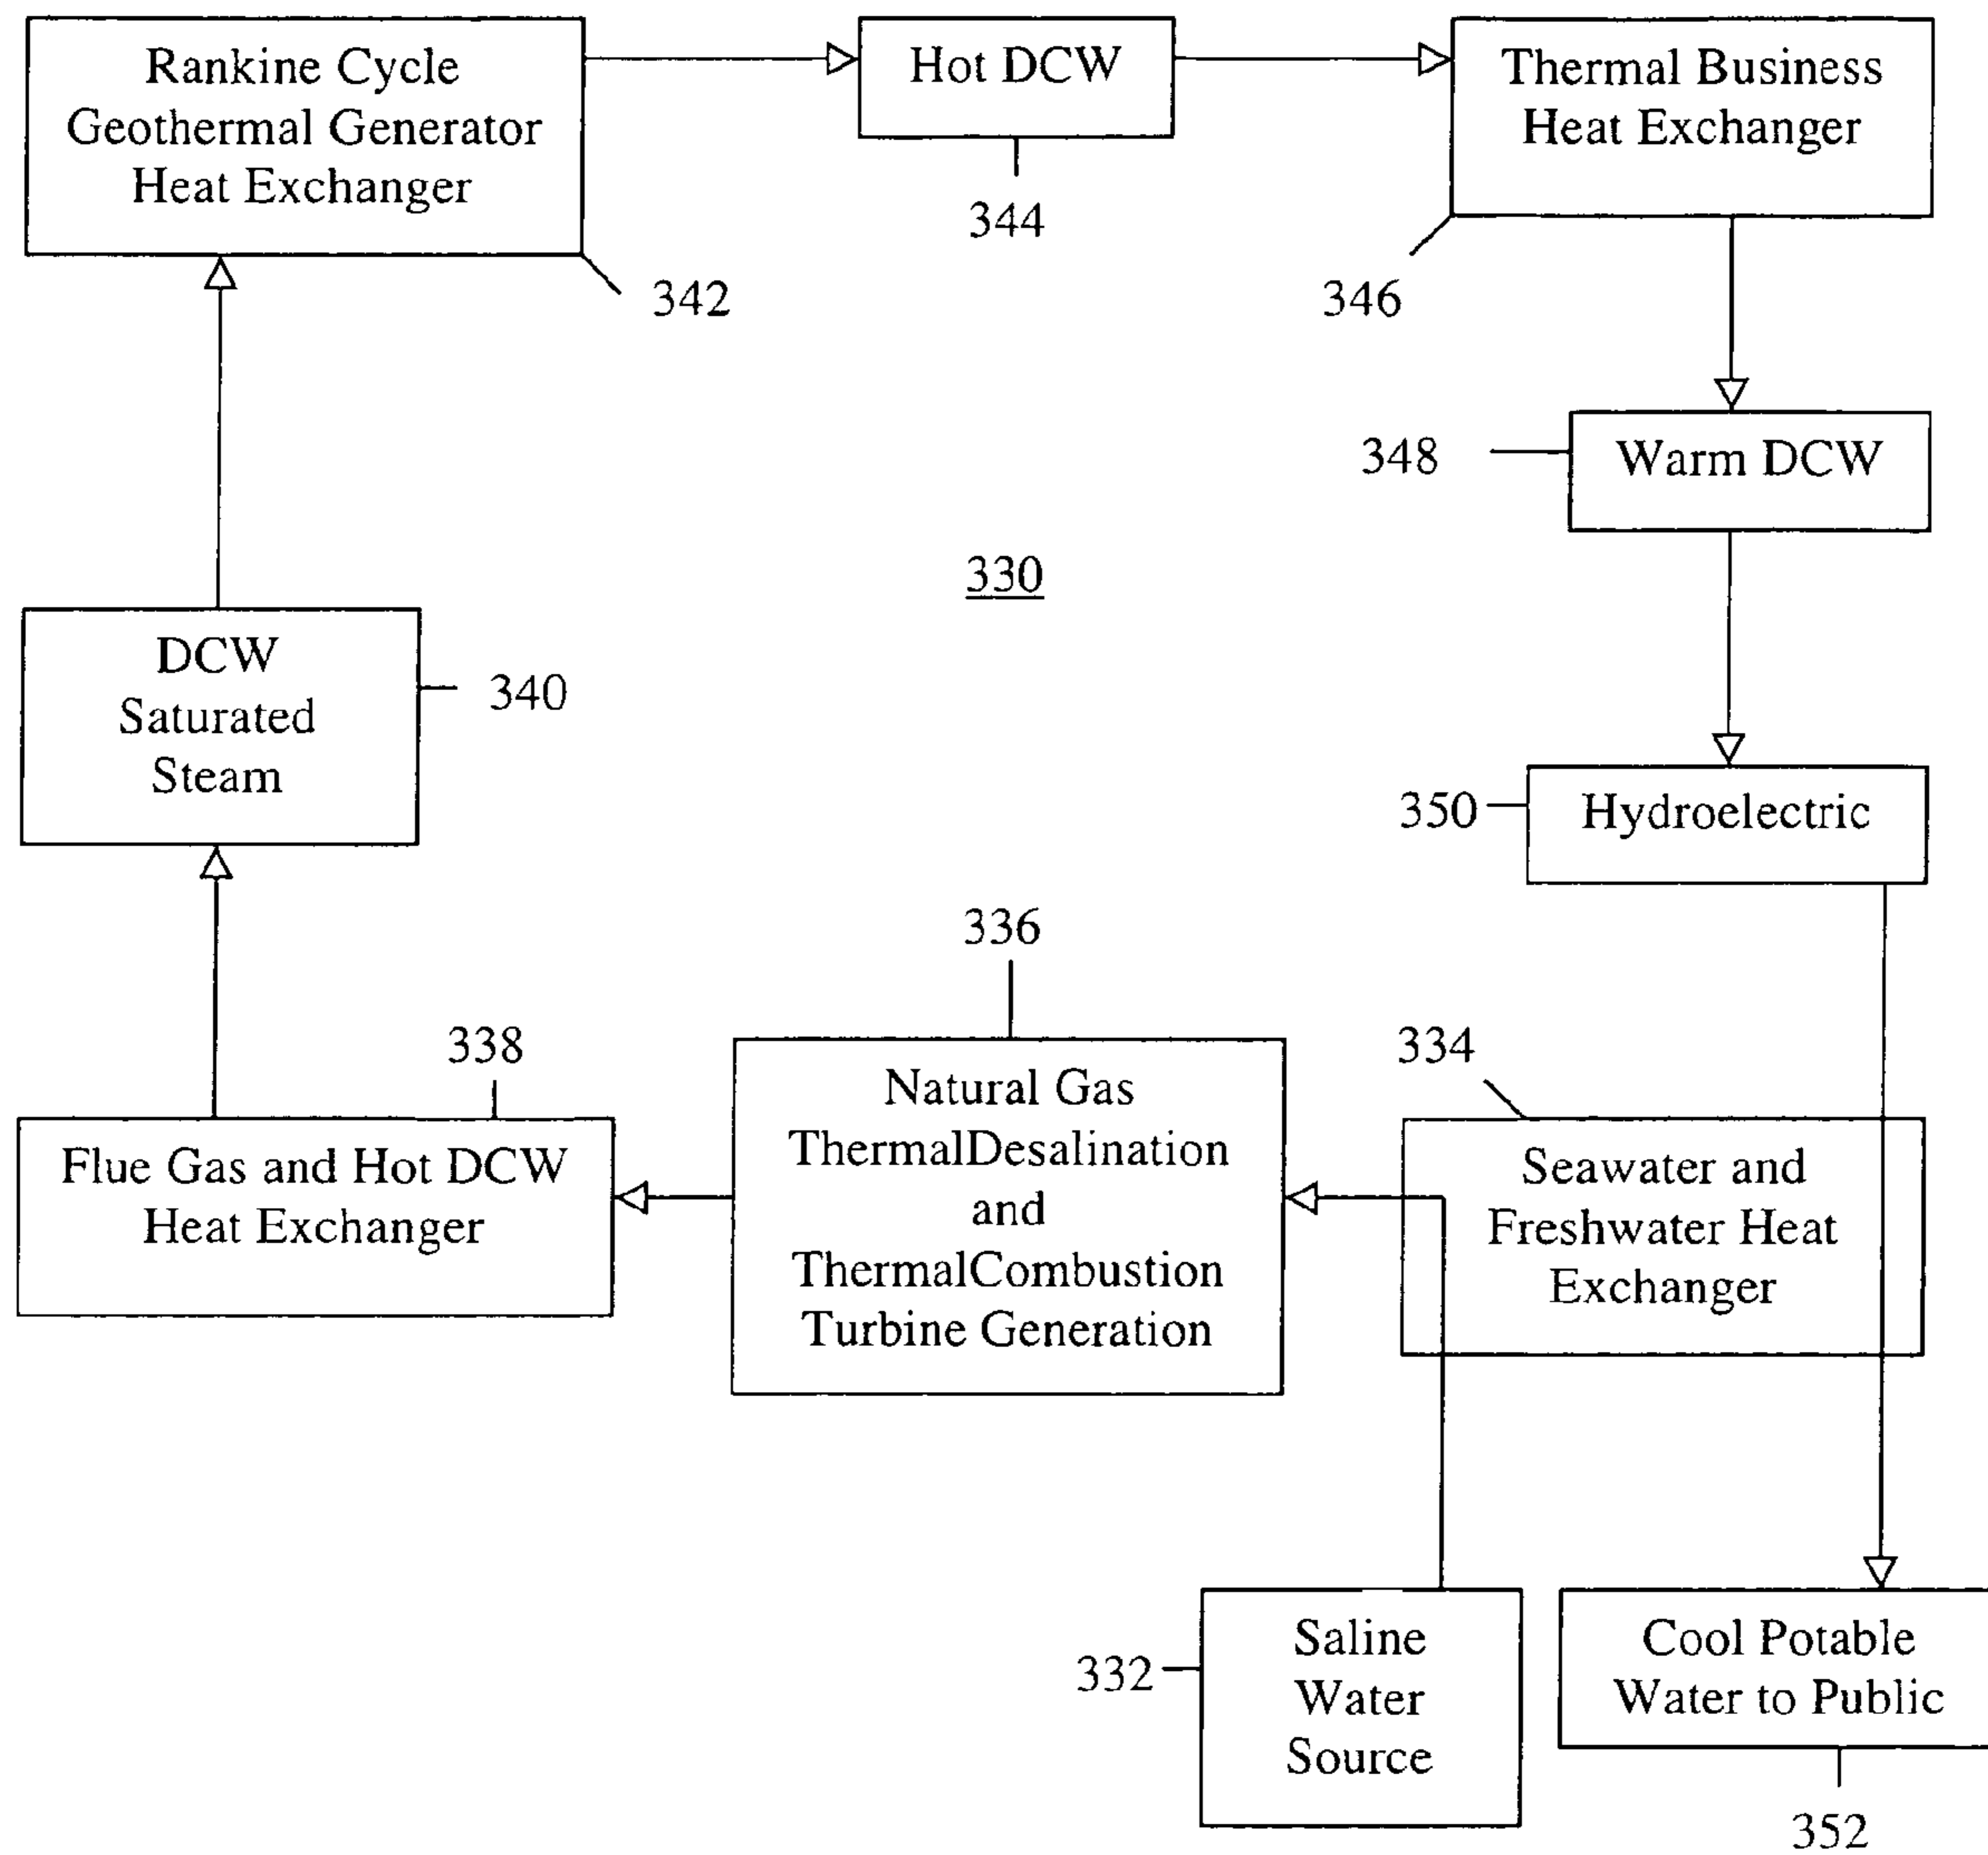 Rankine Cycle
Geothermal Generator
Heat Exchanger
342
Hot DCW
344
Thermal Business
Heat Exchanger
346
348
Warm DCW
330
DCW
Saturated
Steam
340
350
Hydroelectric
336
338
334
Flue Gas and Hot DCW
Heat Exchanger
Natural Gas
ThermalDesalination
and
ThermalCombustion
Turbine Generation
Seawater and
Freshwater Heat
Exchanger
332
Saline
Water
Source
Cool Potable
Water to Public
352